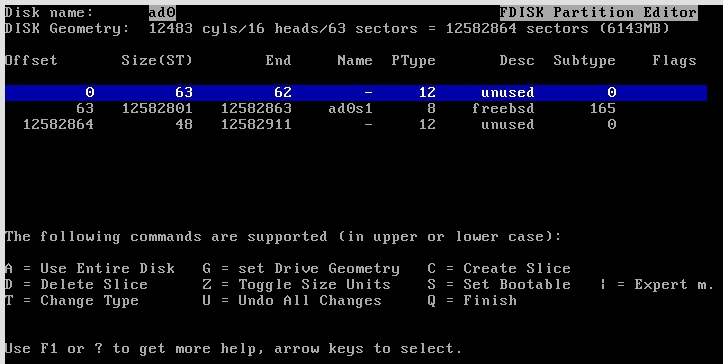 Disk name:      ad0                                    FDISK Partition Editor
DISK Geometry:  12483 cyls/16 heads/63 sectors = 12582864 sectors (6143MB)
Offset       Size(ST)        End     Name  PType       Desc  Subtype    Flags
0         63         62        -     12     unused        0
63   12582801   12582863    ad0s1      8    freebsd      165
12582864         48   12582911        -     12     unused        0
The following commands are supported (in upper or lower case):
A = Use Entire Disk   G = set Drive Geometry   C = Create Slice
D = Delete Slice      Z = Toggle Size Units    S = Set Bootable   | = Expert m.
T = Change Type       U = Undo All Changes     Q = Finish
Use F1 or ? to get more help, arrow keys to select.